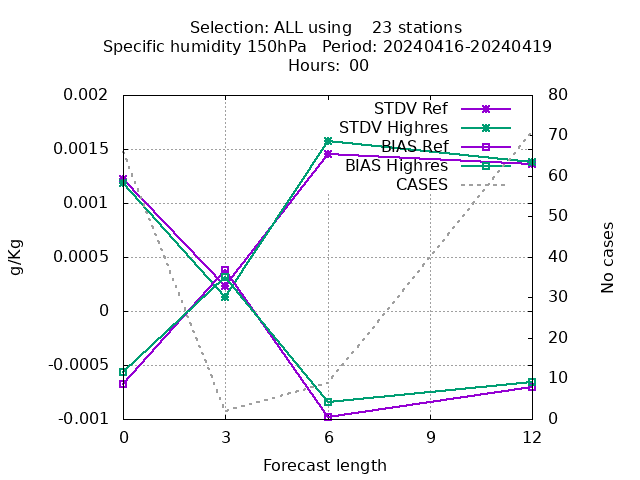 Selection: ALL using    23 stations
Specific humidity 150hPa   Period: 20240416-20240419
Hours: 00
0.002
0.0015
0.001
0.0005
0
-0.0005
-0.001
80
70
60
50
40
30
20
10
0
STDV Ref
STDV Highres
BIAS Ref
BIAS Highres
CASES
g/Kg
No cases
0
3
6
9
12
Forecast length